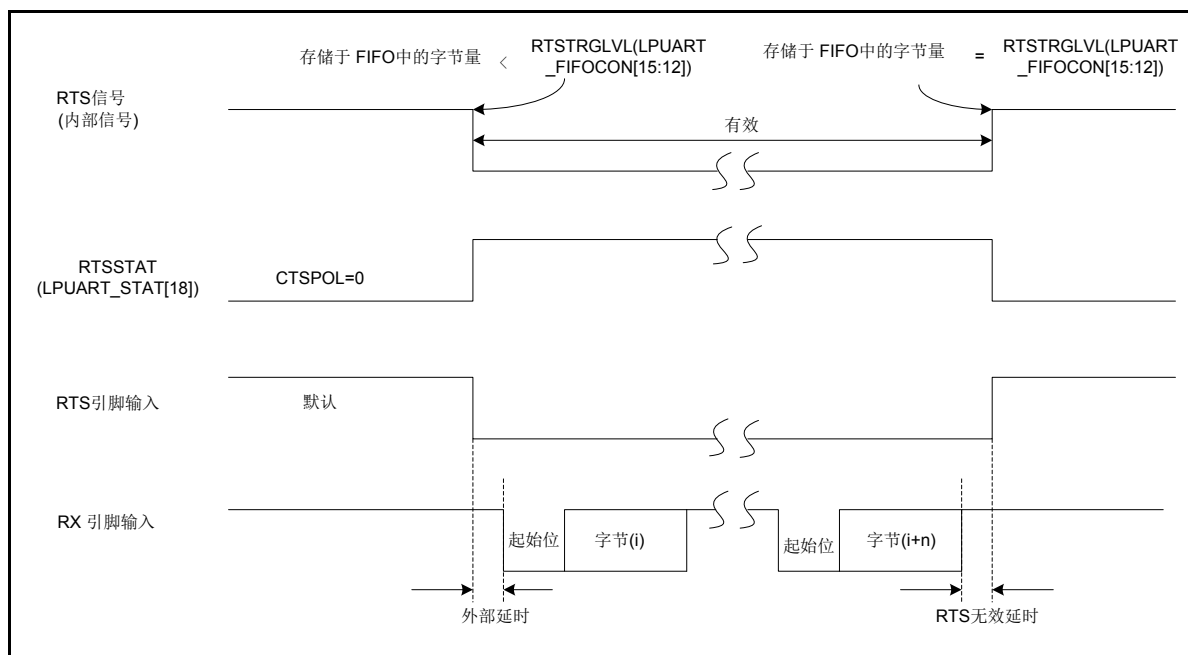 存储于 FIFO中的字节量 < RTSTRGLVL(LPUART
_FIFOCON[15:12])
存储于 FIFO中的字节量 = RTSTRGLVL(LPUART
_FIFOCON[15:12])
RTS信号
(内部信号)
有效
RTSSTAT
(LPUART_STAT[18])
CTSPOL=0
RTS引脚输入
默认
RX 引脚输入
起始位
字节(i)
起始位
字节(i+n)
外部延时
RTS无效延时